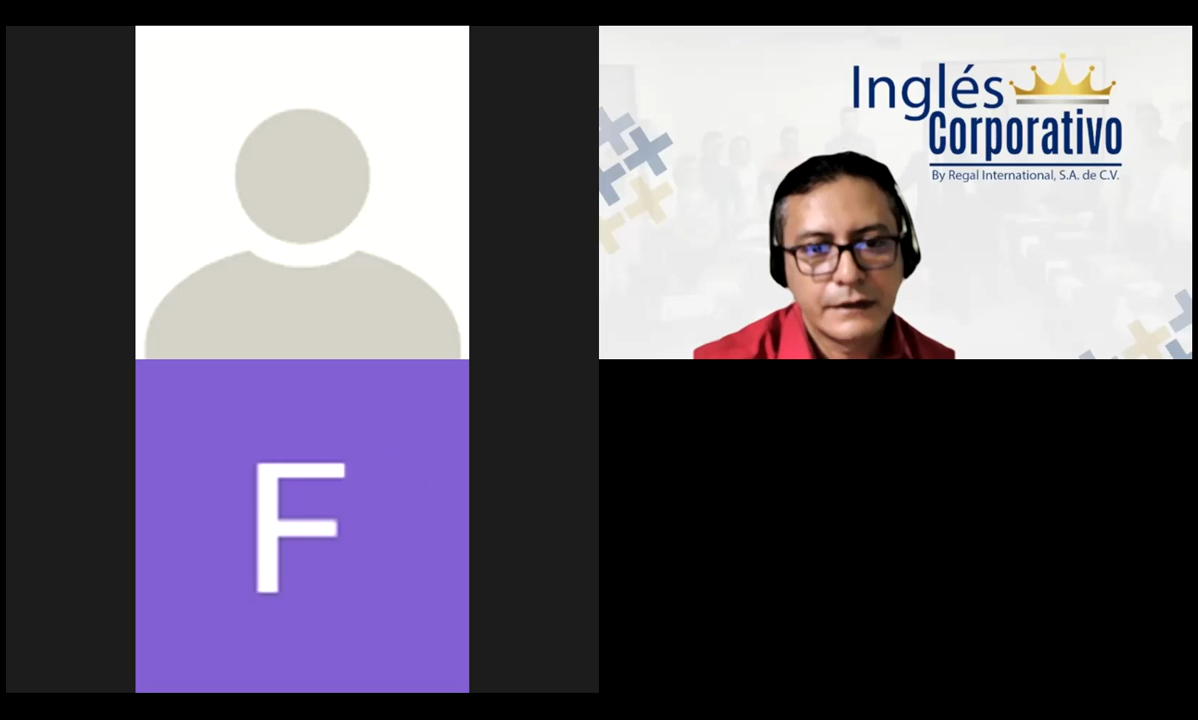 Inglés
Corporativo
By Regal International, S.A. de C.V.
F